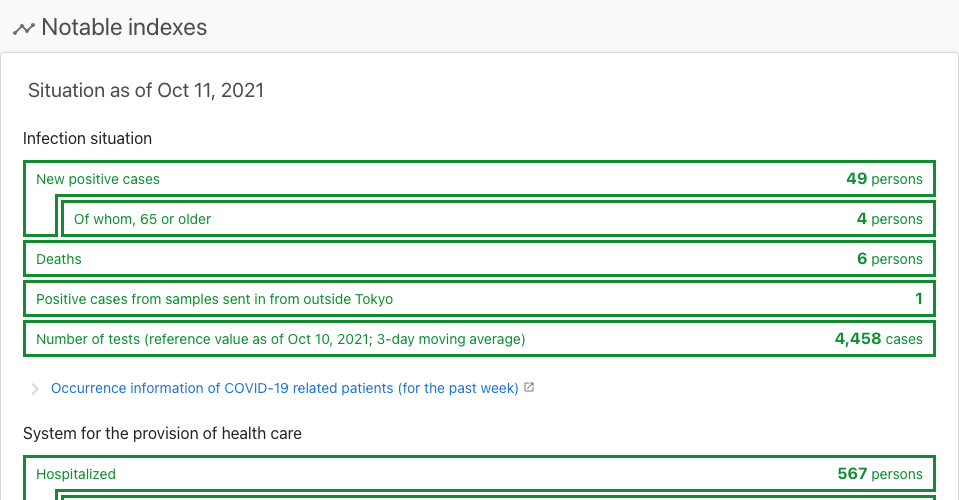 Notable indexes
Situation as of Oct 11, 2021
Infection situation
New positive cases 49 persons
Of whom, 65 or older 4 persons
Deaths 6 persons
Positive cases from samples sent in from outside Tokyo 1
Number of tests (reference value as of Oct 10, 2021; 3-day moving average) 4,458 cases
Occurrence information of COVID-19 related patients (for the past week)
System for the provision of health care
Hospitalized 567 persons